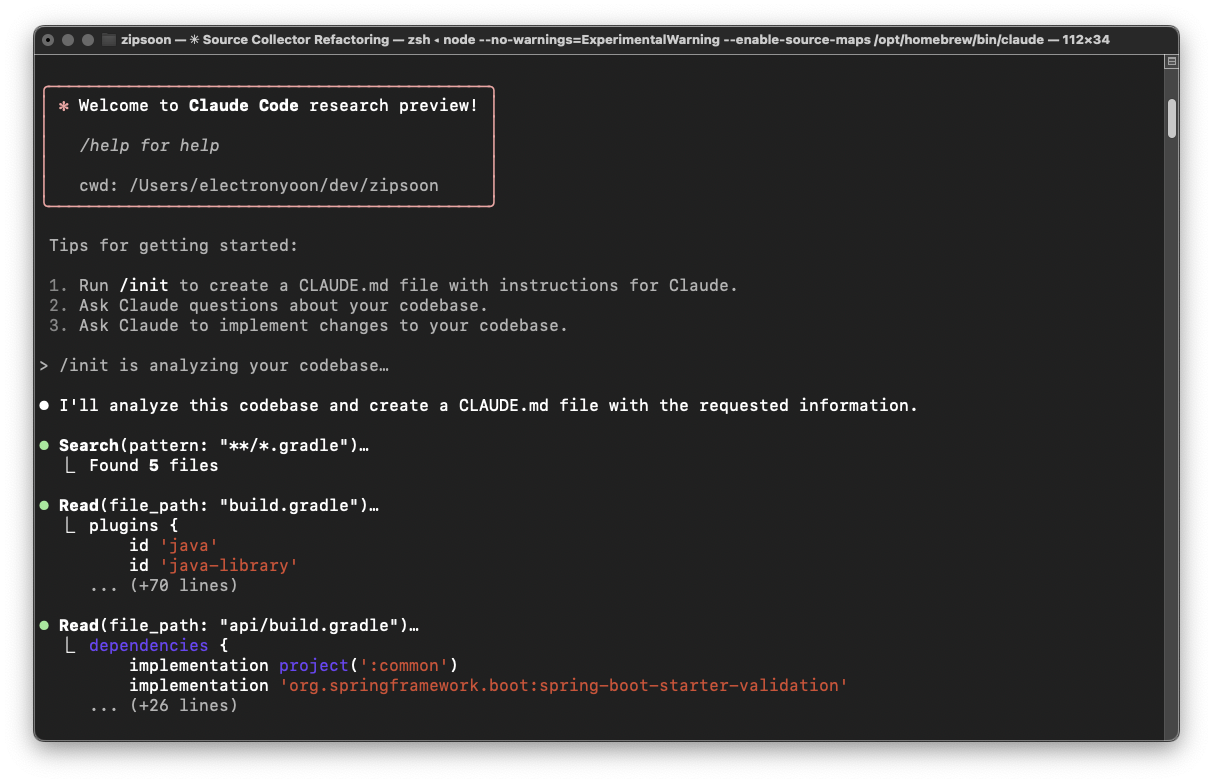 zipsoon — ✳ Source Collector Refactoring — zsh ◂ node --no-warnings=ExperimentalWarning --enable-source-maps /opt/homebrew/bin/claude — 112×34
* Welcome to Claude Code research preview!
/help for help
cwd: /Users/electronyoon/dev/zipsoon
Tips for getting started:
1. Run /init to create a CLAUDE.md file with instructions for Claude.
2. Ask Claude questions about your codebase.
3. Ask Claude to implement changes to your codebase.
> /init is analyzing your codebase…
● I'll analyze this codebase and create a CLAUDE.md file with the requested information.
● Search(pattern: "**/*.gradle")…
⎿ Found 5 files
● Read(file_path: "build.gradle")…
⎿ plugins {
id 'java'
id 'java-library'
... (+70 lines)
● Read(file_path: "api/build.gradle")…
⎿ dependencies {
implementation project(':common')
implementation 'org.springframework.boot:spring-boot-starter-validation'
... (+26 lines)